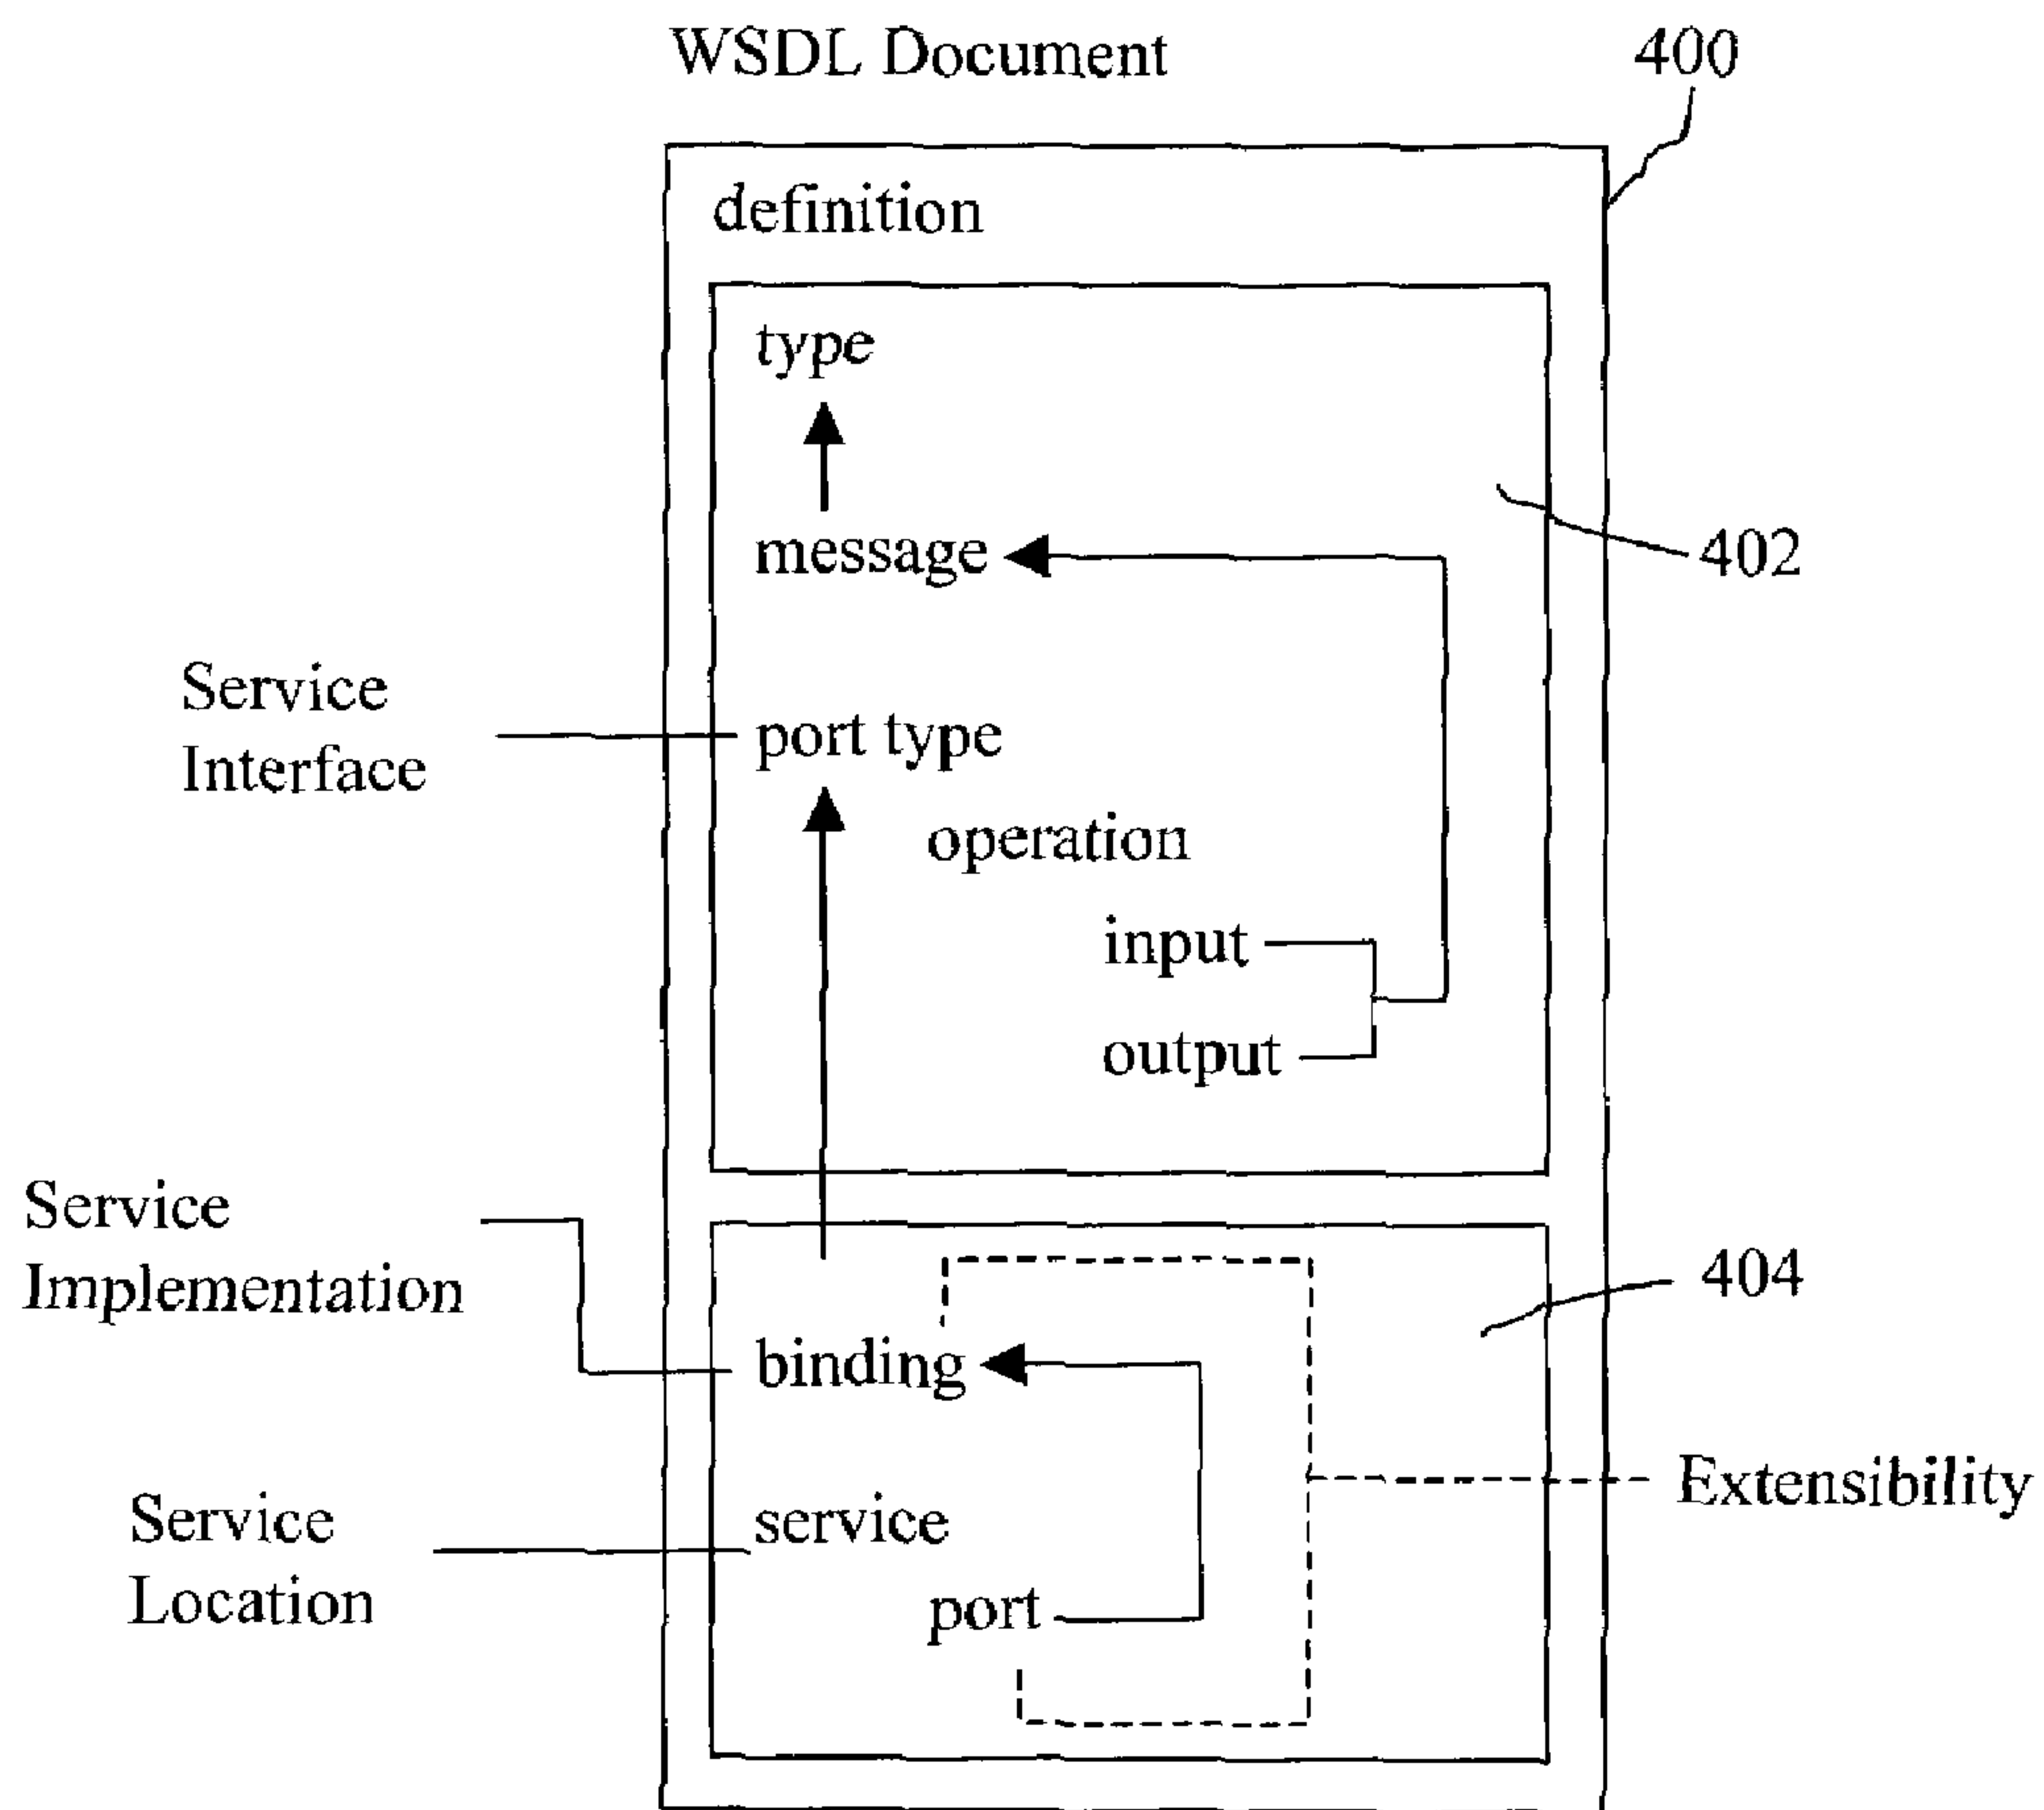 WSDL Document
400
definition
type
message
402
Service
Interface
port type
operation
input
output
Service
Implementation
404
binding
Extensibility
Service
Location
service
port